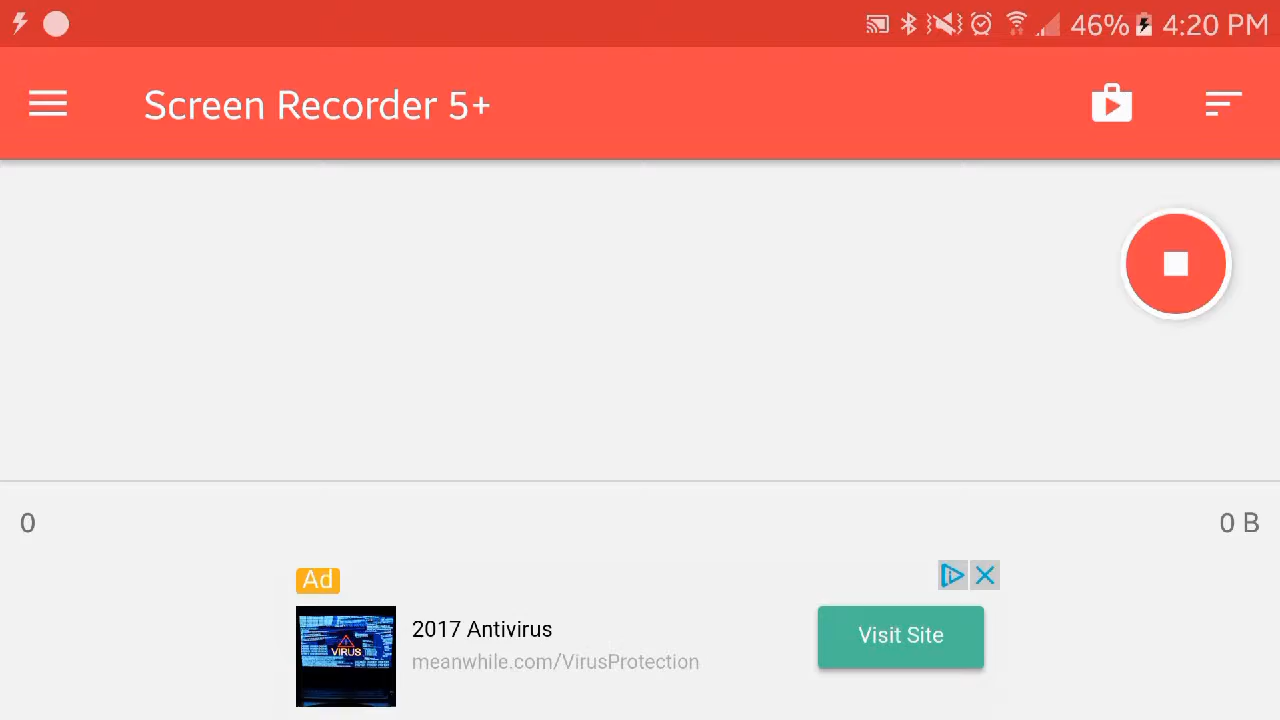 46% 4:20 PM
Screen Recorder 5+
0
0 B
Ad
VIRUS
2017 Antivirus
meanwhile.com/VirusProtection
Visit Site